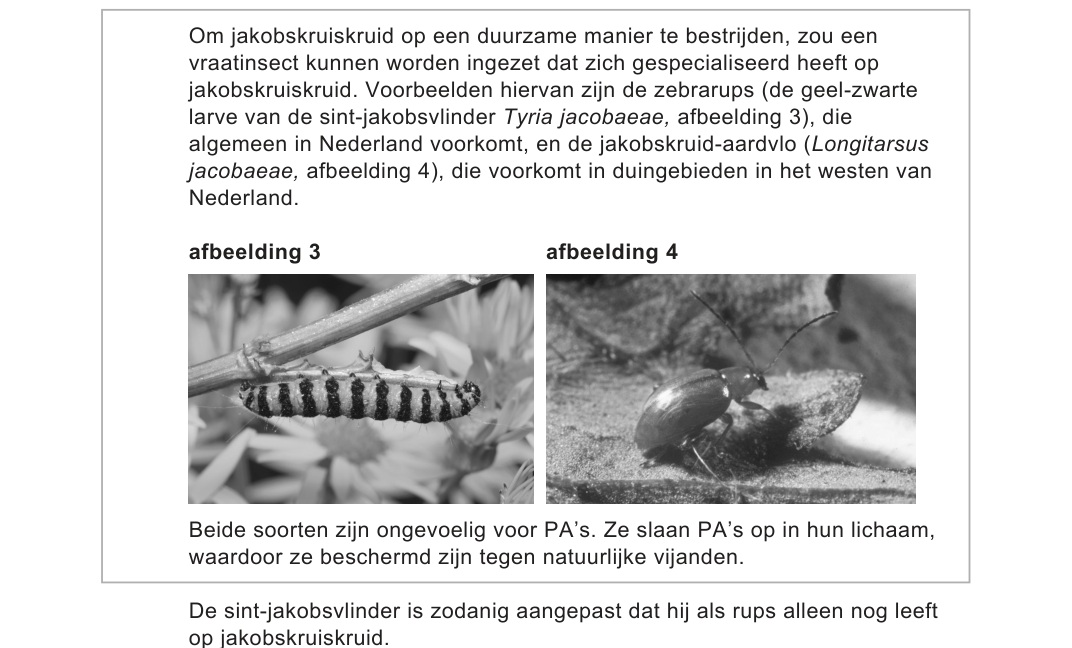 Om jakobskruiskruid op een duurzame manier te bestrijden, zou een
vraatinsect kunnen worden ingezet dat zich gespecialiseerd heeft op
jakobskruiskruid. Voorbeelden hiervan zijn de zebrarups (de geel-zwarte
larve van de sint-jakobsvlinder Tyria jacobaeae, afbeelding 3), die
algemeen in Nederland voorkomt, en de jakobskruid-aardvlo (Longitarsus
jacobaeae, afbeelding 4), die voorkomt in duingebieden in het westen van
Nederland.
afbeelding 3
afbeelding 4
Beide soorten zijn ongevoelig voor PA’s. Ze slaan PA’s op in hun lichaam,
waardoor ze beschermd zijn tegen natuurlijke vijanden.
De sint-jakobsvlinder is zodanig aangepast dat hij als rups alleen nog leeft
op jakobskruiskruid.